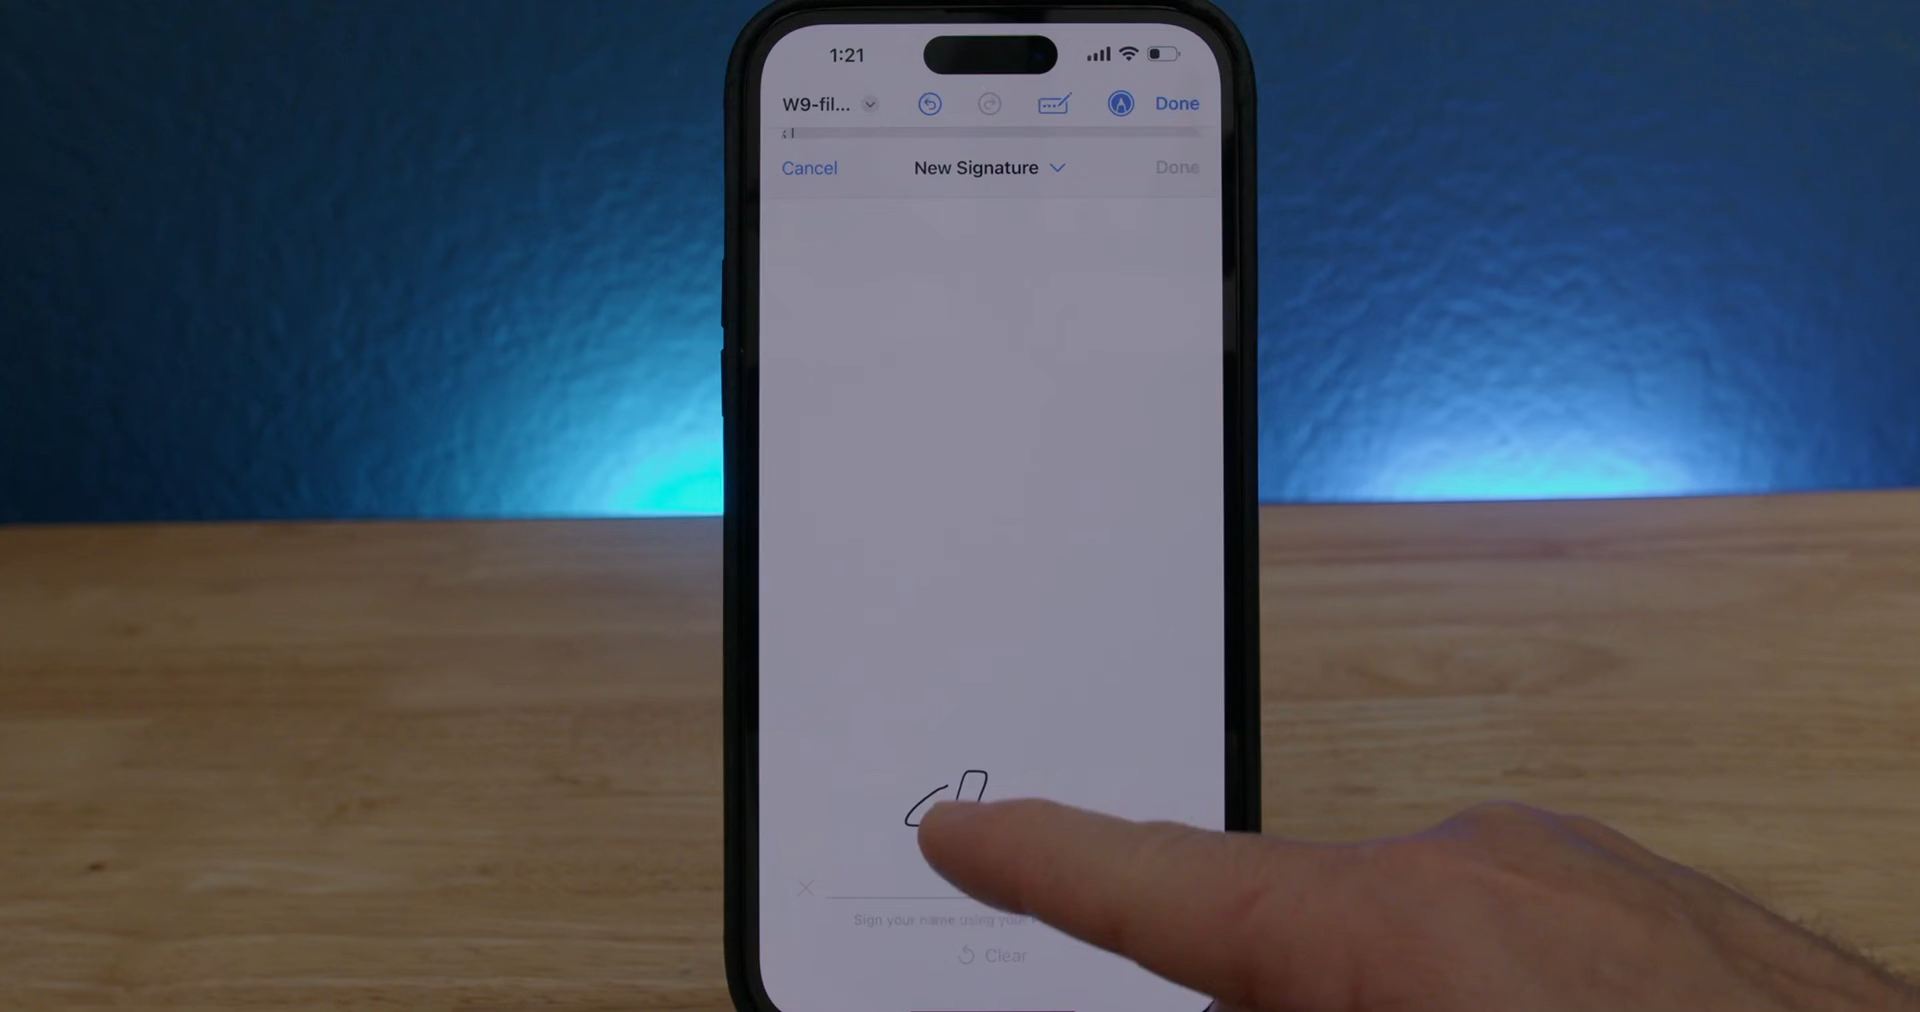 1:21
W9-fil... Done
Cancel New Signature Done
Sign your name using your
Clear